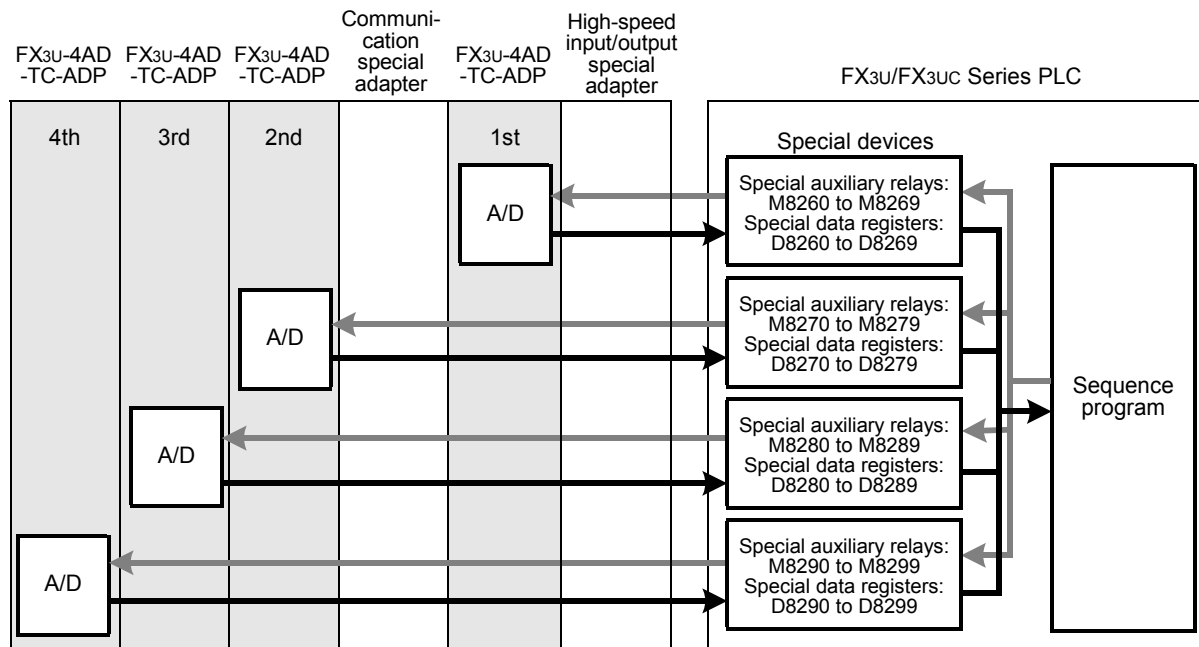 FX3U-4AD
-TC-ADP
FX3U-4AD
-TC-ADP
FX3U-4AD
-TC-ADP
Communi-
cation
special
adapter
FX3U-4AD
-TC-ADP
High-speed
input/output
special
adapter
FX3U/FX3UC Series PLC
4th
3rd
2nd
1st
Special devices
A/D
Special auxiliary relays:
M8260 to M8269
Special data registers:
D8260 to D8269
A/D
Special auxiliary relays:
M8270 to M8279
Special data registers:
D8270 to D8279
Sequence
program
A/D
Special auxiliary relays:
M8280 to M8289
Special data registers:
D8280 to D8289
A/D
Special auxiliary relays:
M8290 to M8299
Special data registers:
D8290 to D8299